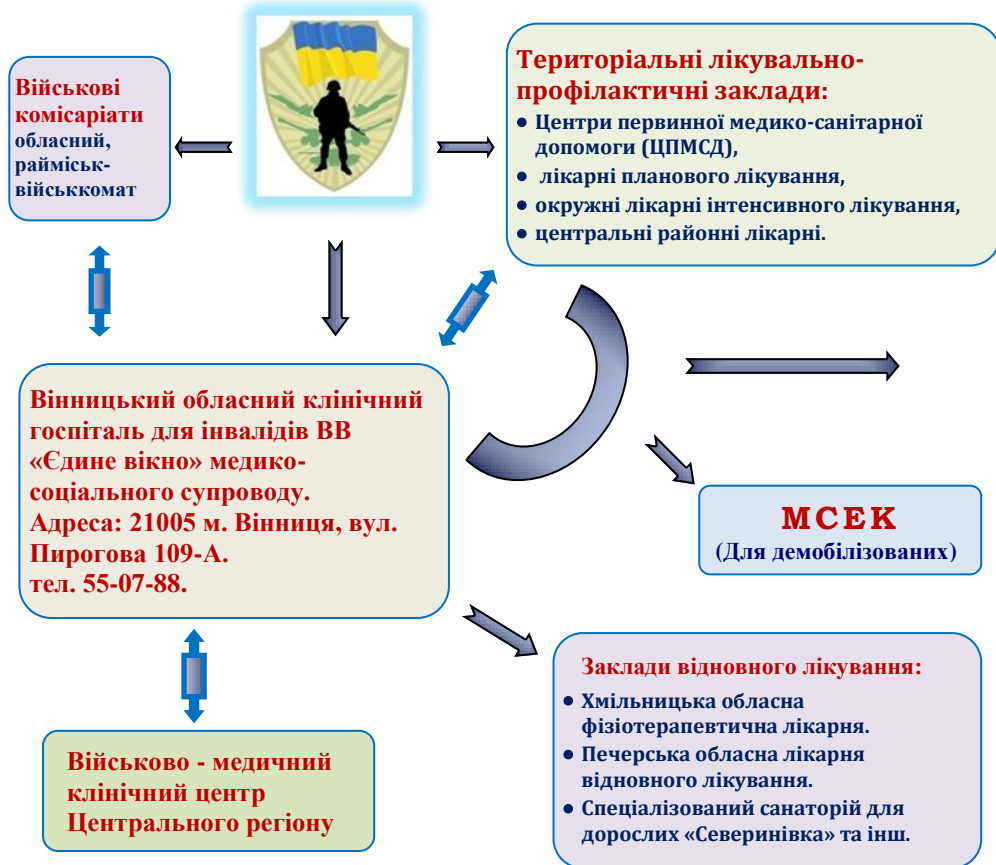 Військові
комісаріати
обласний,
райміськ-
військкомат
Територіальні лікувально-
профілактичні заклади:
• Центри первинної медико-санітарної
допомоги (ЦПМСД),
• лікарні планового лікування,
• окружні лікарні інтенсивного лікування,
• центральні районні лікарні.
Вінницький обласний клінічний
госпіталь для інвалідів ВВ
«Єдине вікно» медико-
соціального супроводу.
Адреса: 21005 м. Вінниця, вул.
Пирогова 109-А.
тел. 55-07-88.
МСЕК
(Для демобілізованих)
Заклади відновного лікування:
• Хмільницька обласна
фізіотерапевтична лікарня.
• Печерська обласна лікарня
відновного лікування.
• Спеціалізований санаторій для
дорослих «Северинівка» та інш.
Військово - медичний
клінічний центр
Центрального регіону